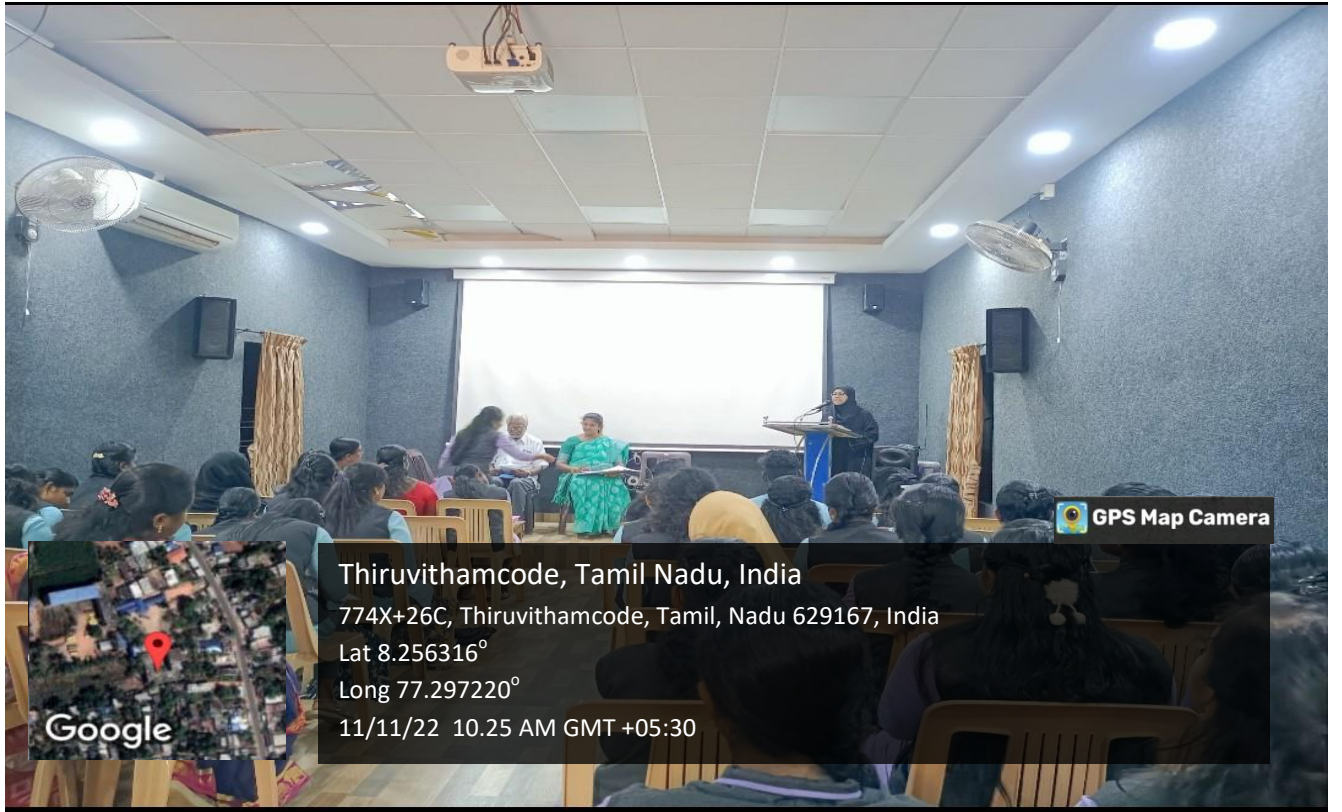 GPS Map Camera
Thiruvithamcode, Tamil Nadu, India
774X+26C, Thiruvithamcode, Tamil, Nadu 629167, India
Lat 8.256316°
Long 77.297220°
11/11/22 10.25 AM GMT +05:30
Google